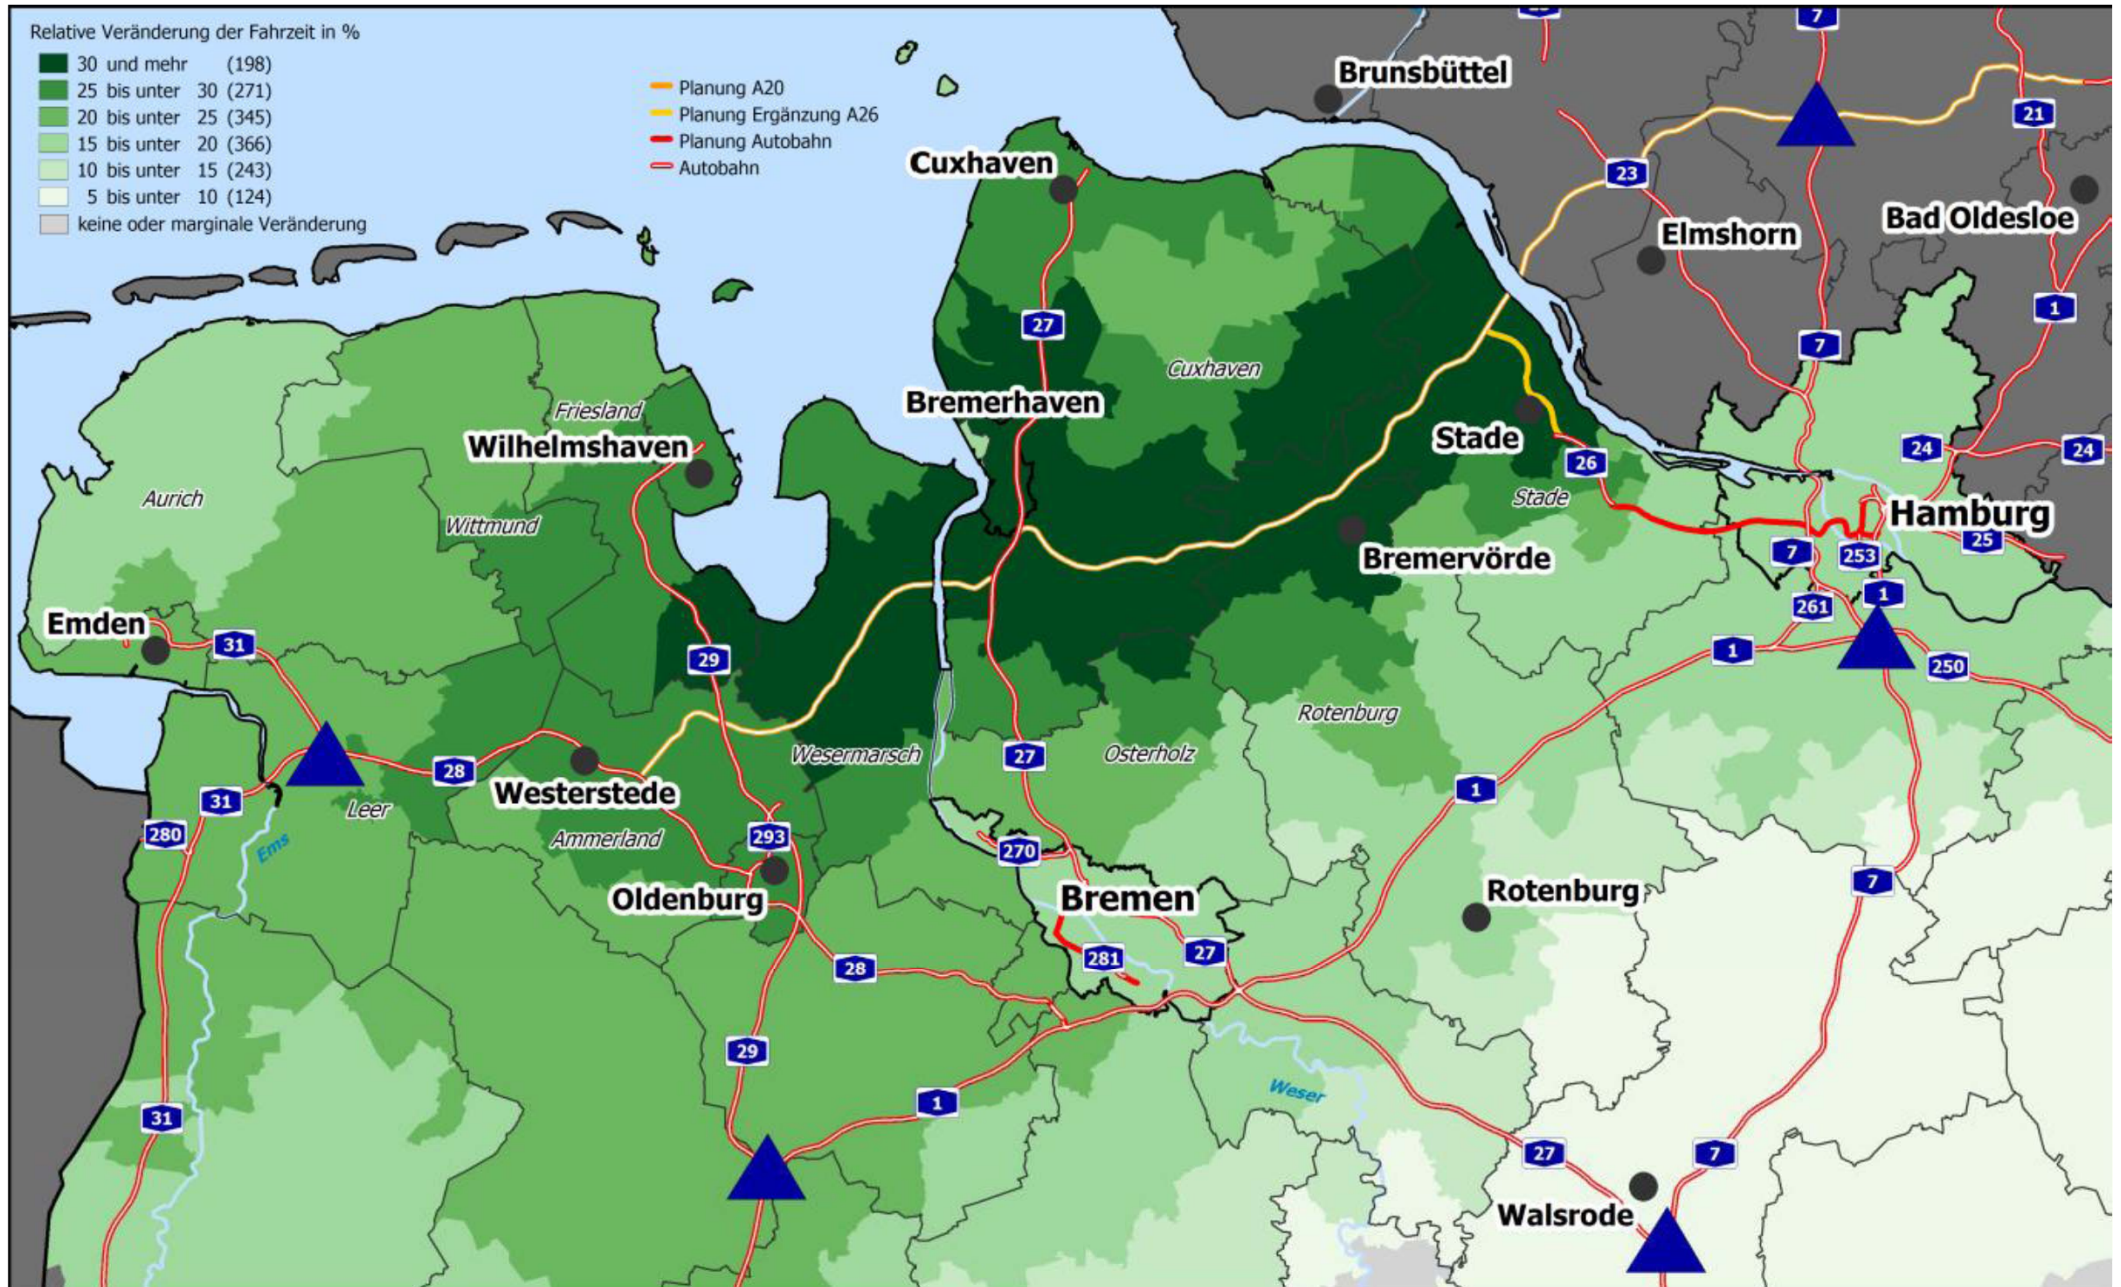 Relative Veränderung der Fahrzeit in %
30 und mehr (198)
25 bis unter 30 (271)
20 bis unter 25 (345)
15 bis unter 20 (366)
10 bis unter 15 (243)
5 bis unter 10 (124)
keine oder marginale Veränderung
Planung A20
Planung Ergänzung A26
Planung Autobahn
Autobahn
7
Brunsbüttel
21
Cuxhaven
23
Bad Oldesloe
Elmshorn
1
27
7
Cuxhaven
Bremerhaven
Friesland
Wilhelmshaven
Stade
24
24
26
Aurich
Stade
Wittmund
Hamburg
25
Bremervörde
7
253
1
261
Emden
31
29
1
250
Rotenburg
Wesermarsch
Osterholz
27
28
Westerstede
31
1
Leer
280
Ems
Ammerland
293
270
7
Oldenburg
Bremen
Rotenburg
281
27
28
29
Weser
1
31
27
7
Walsrode